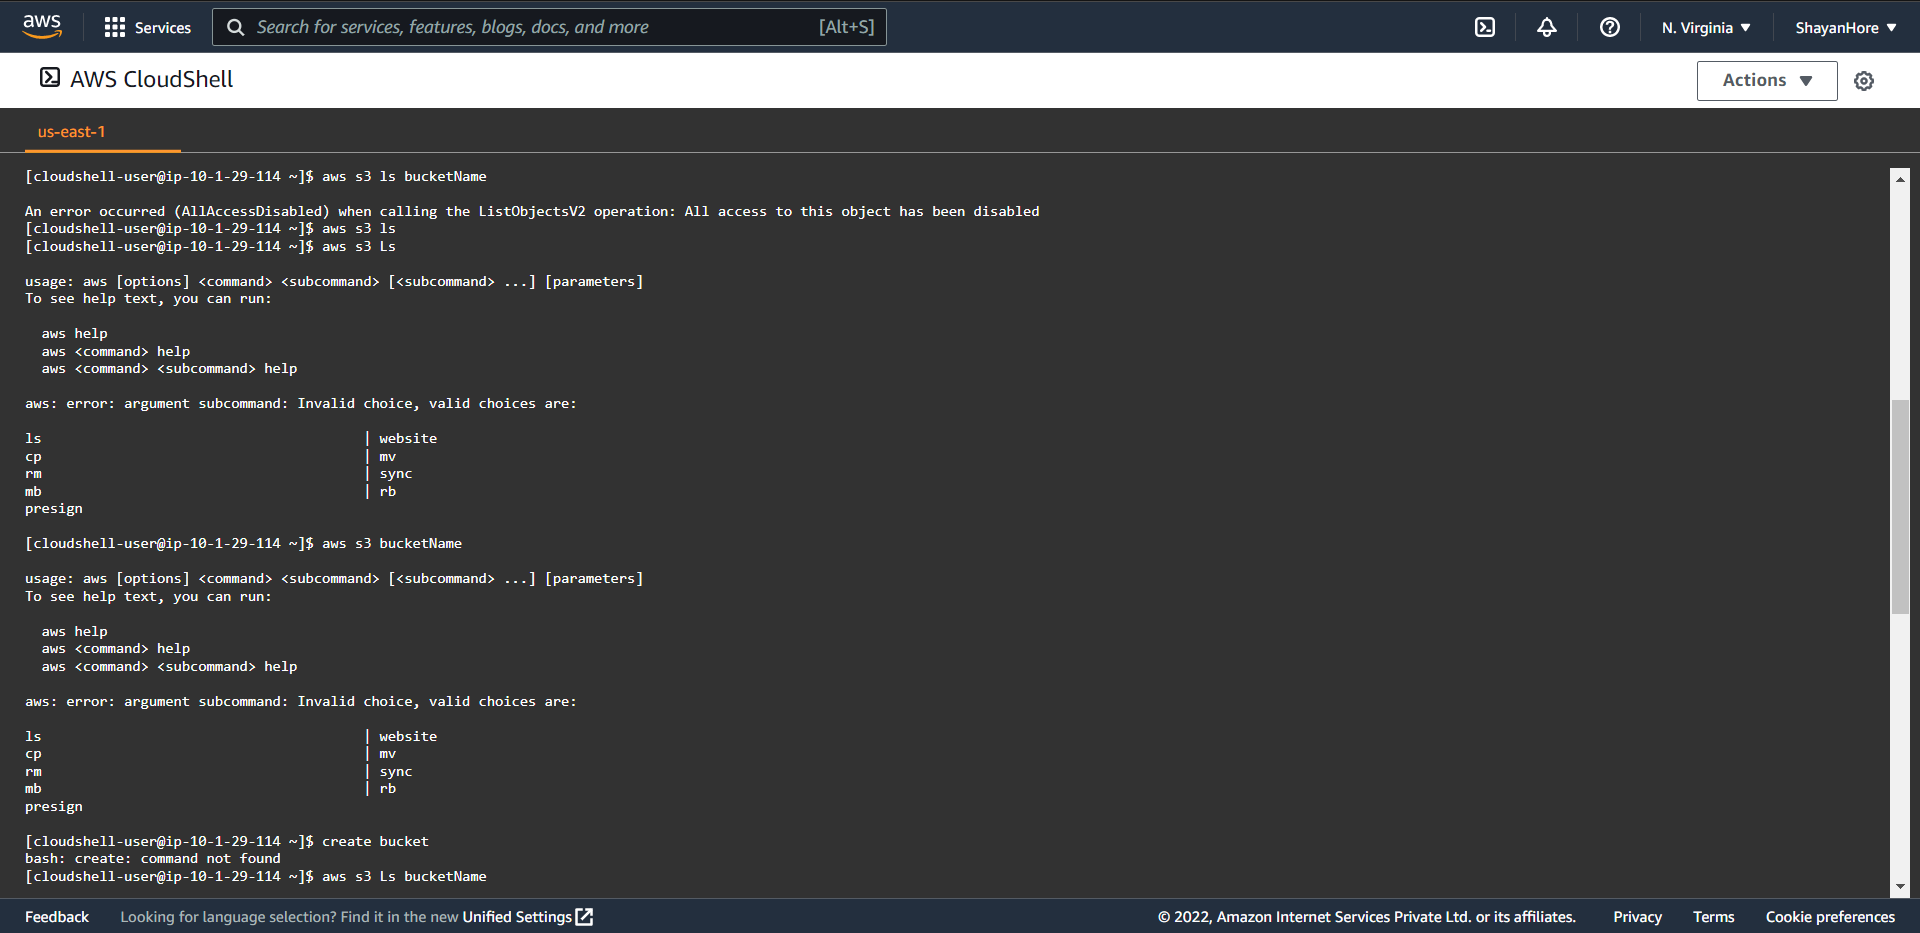 aws
Services
Search for services, features, blogs, docs, and more
[Alt+S]
N. Virginia
ShayanHore
AWS CloudShell
Actions
us-east-1
[cloudshell-user@ip-10-1-29-114 ~]$ aws s3 ls bucketName
An error occurred (AllAccessDisabled) when calling the ListObjectsV2 operation: All access to this object has been disabled
[cloudshell-user@ip-10-1-29-114 ~]$ aws s3 ls
[cloudshell-user@ip-10-1-29-114 ~]$ aws s3 Ls
usage: aws [options] <command> <subcommand> [<subcommand> ...] [parameters]
To see help text, you can run:
aws help
aws <command> help
aws <command> <subcommand> help
aws: error: argument subcommand: Invalid choice, valid choices are:
ls | website
cp | mv
rm | sync
mb | rb
presign
[cloudshell-user@ip-10-1-29-114 ~]$ aws s3 bucketName
usage: aws [options] <command> <subcommand> [<subcommand> ...] [parameters]
To see help text, you can run:
aws help
aws <command> help
aws <command> <subcommand> help
aws: error: argument subcommand: Invalid choice, valid choices are:
ls | website
cp | mv
rm | sync
mb | rb
presign
[cloudshell-user@ip-10-1-29-114 ~]$ create bucket
bash: create: command not found
[cloudshell-user@ip-10-1-29-114 ~]$ aws s3 Ls bucketName
Feedback
Looking for language selection? Find it in the new Unified Settings
© 2022, Amazon Internet Services Private Ltd. or its affiliates.
Privacy
Terms
Cookie preferences